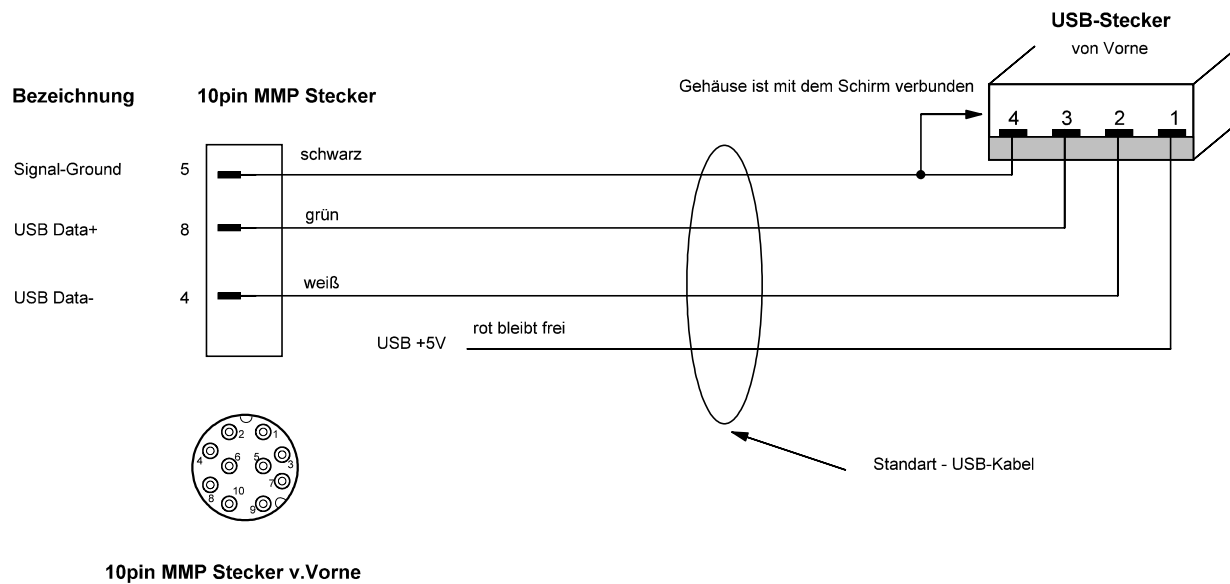 USB-Stecker
von Vorne
Gehäuse ist mit dem Schirm verbunden
Bezeichnung 10pin MMP Stecker
4 3 2 1
Signal-Ground 5 schwarz
USB Data+ 8 grün
USB Data- 4 weiß
USB +5V rot bleibt frei
2 1
4 6 5 3
8 10 9 7
Standart - USB-Kabel
10pin MMP Stecker v.Vorne